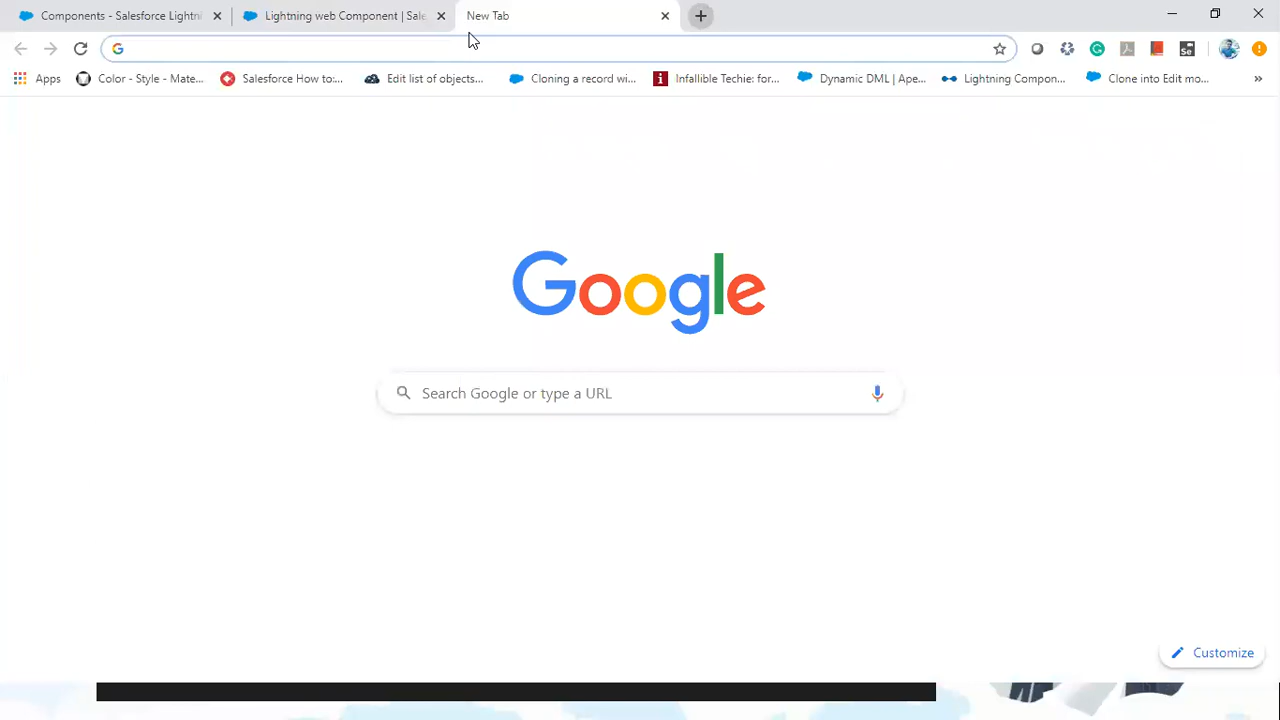 Components - Salesforce Lightni
Lightning web Component | Sale
New Tab
Apps
Color - Style - Mate...
Salesforce How to:...
Edit list of objects...
Cloning a record wi...
Infallible Techie: for...
Dynamic DML | Ape...
Lightning Compon...
Clone into Edit mo...
»
Google
Search Google or type a URL
Customize